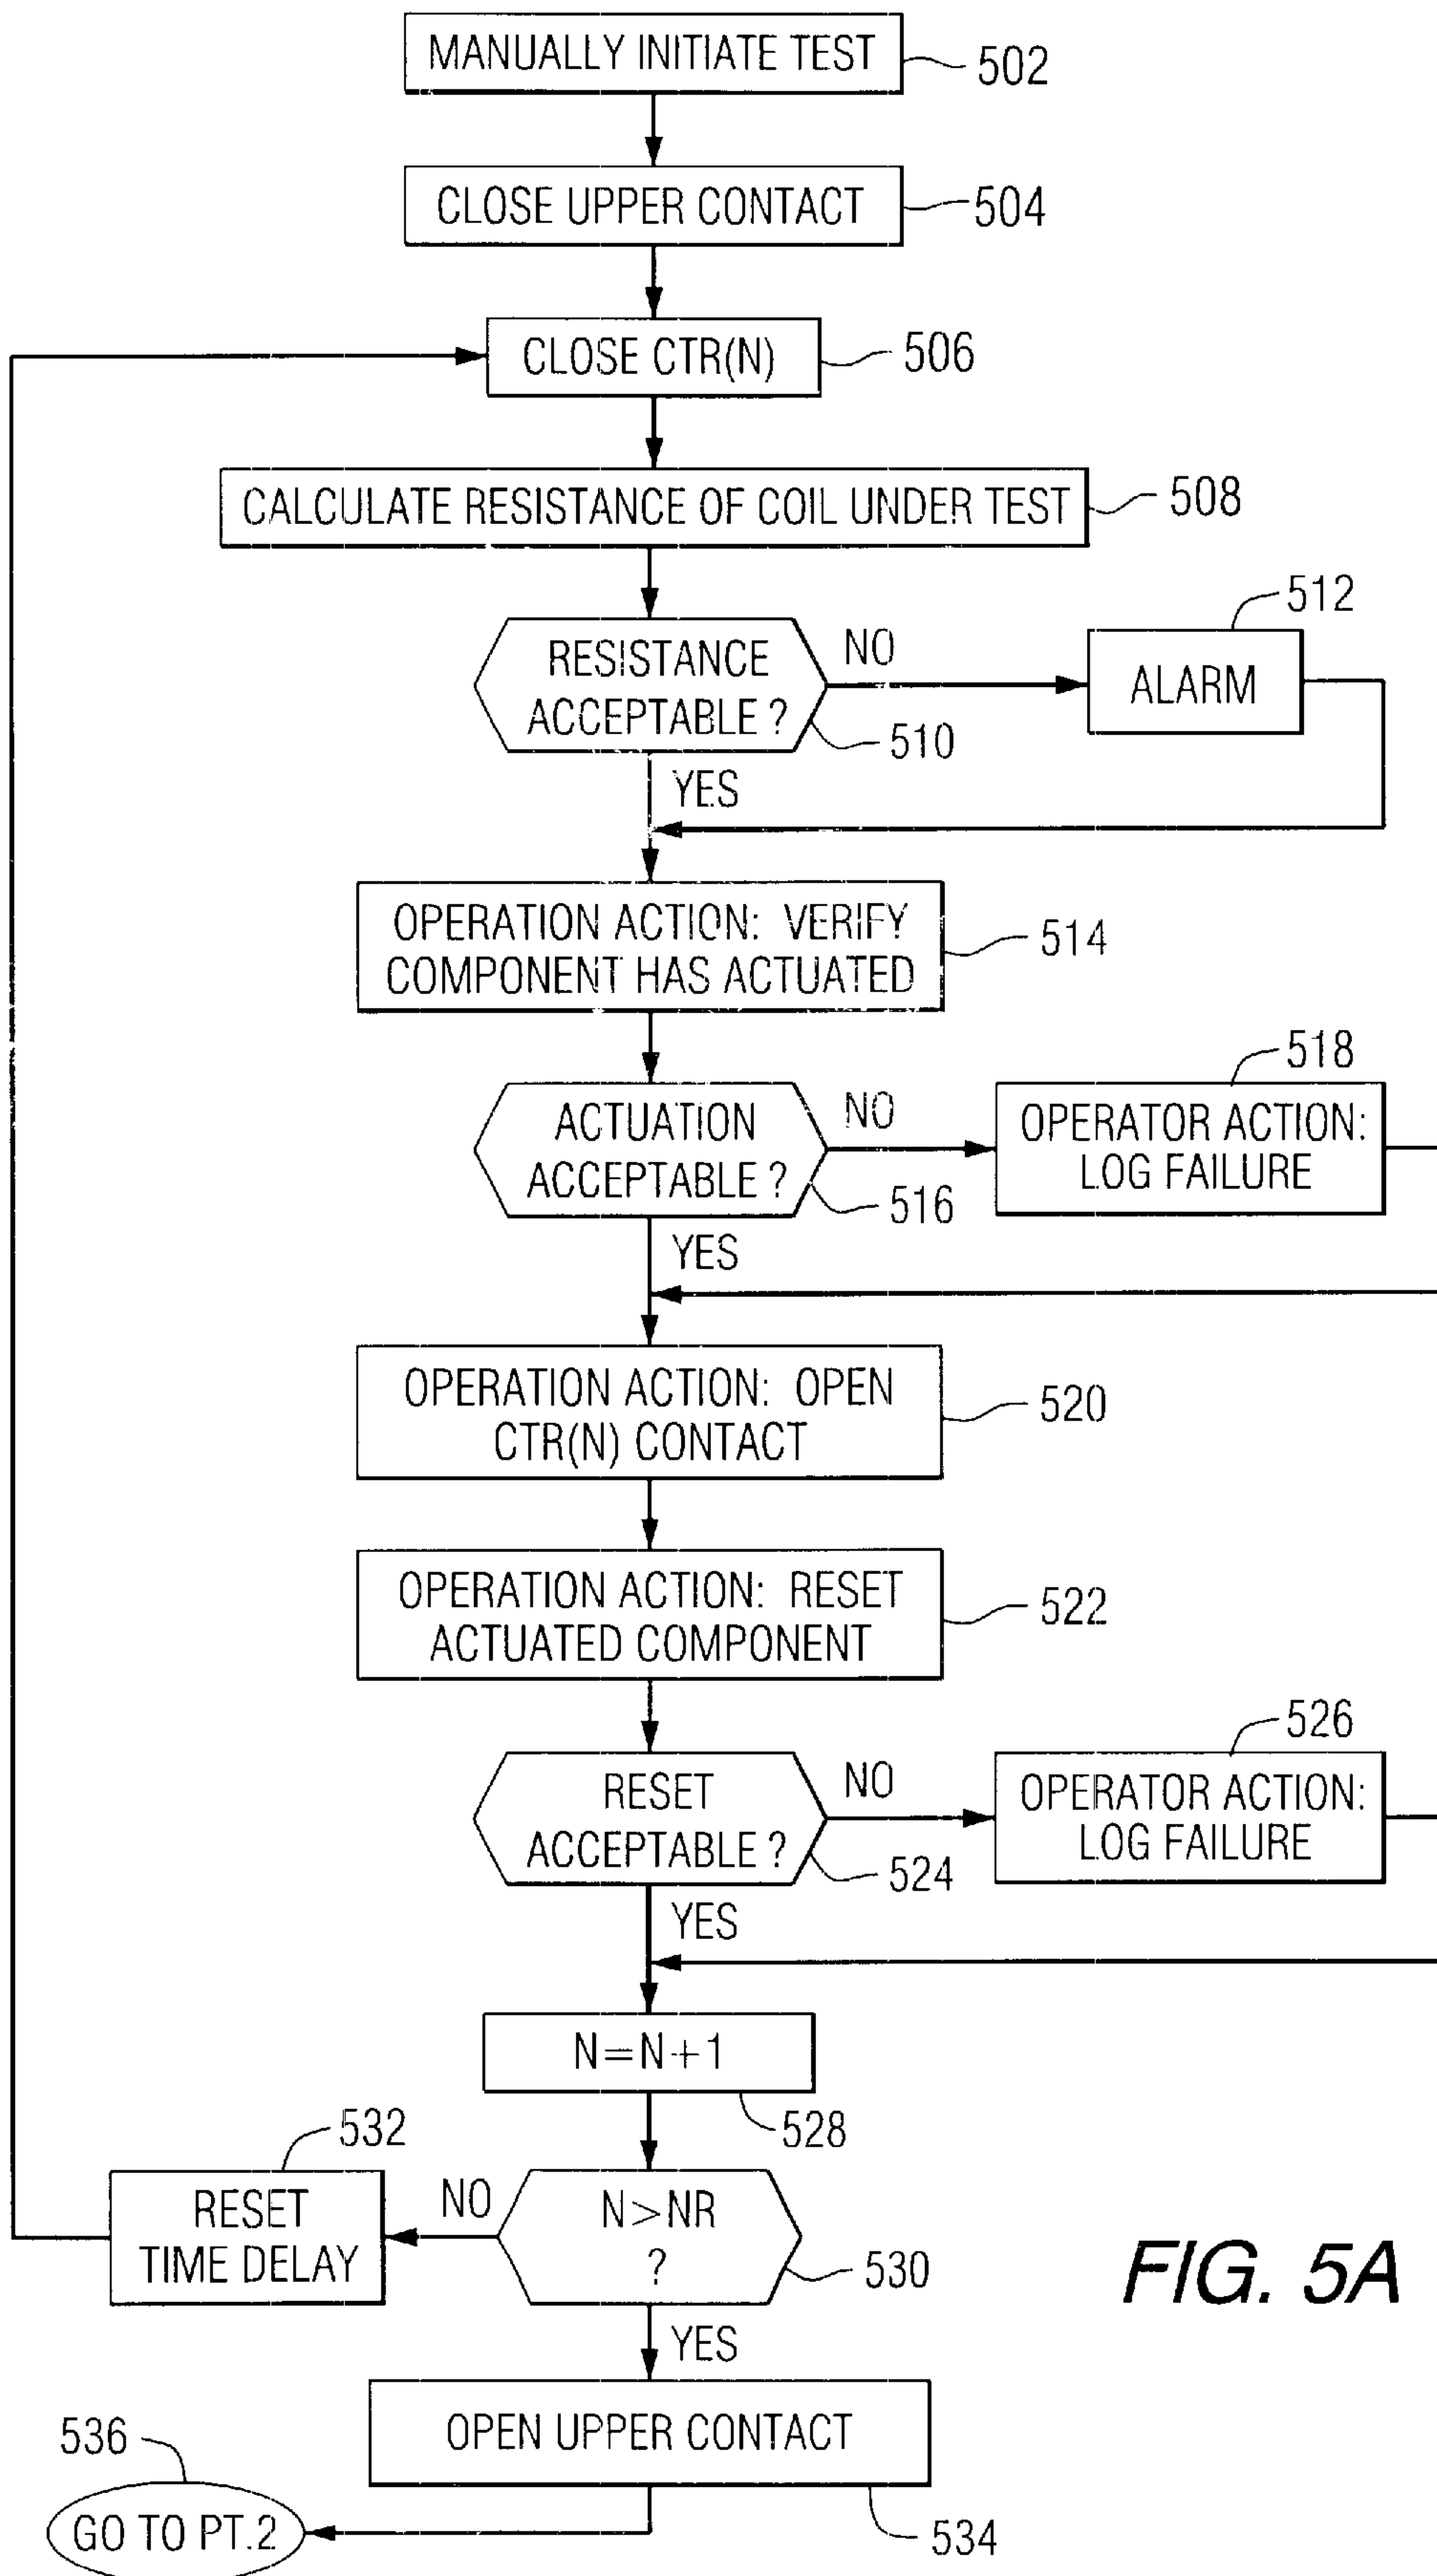 MANUALLY INITIATE TEST
502
CLOSE UPPER CONTACT
504
CLOSE CTR(N)
506
CALCULATE RESISTANCE OF COIL UNDER TEST
508
RESISTANCE
ACCEPTABLE ?
510
NO
512
ALARM
YES
OPERATION ACTION: VERIFY
COMPONENT HAS ACTUATED
514
ACTUATION
ACCEPTABLE ?
516
NO
518
OPERATOR ACTION:
LOG FAILURE
YES
OPERATION ACTION: OPEN
CTR(N) CONTACT
520
OPERATION ACTION: RESET
ACTUATED COMPONENT
522
RESET
ACCEPTABLE ?
524
NO
526
OPERATOR ACTION:
LOG FAILURE
YES
N=N+1
528
N>NR
?
530
NO
532
RESET
TIME DELAY
YES
OPEN UPPER CONTACT
534
536
GO TO PT.2
FIG. 5A